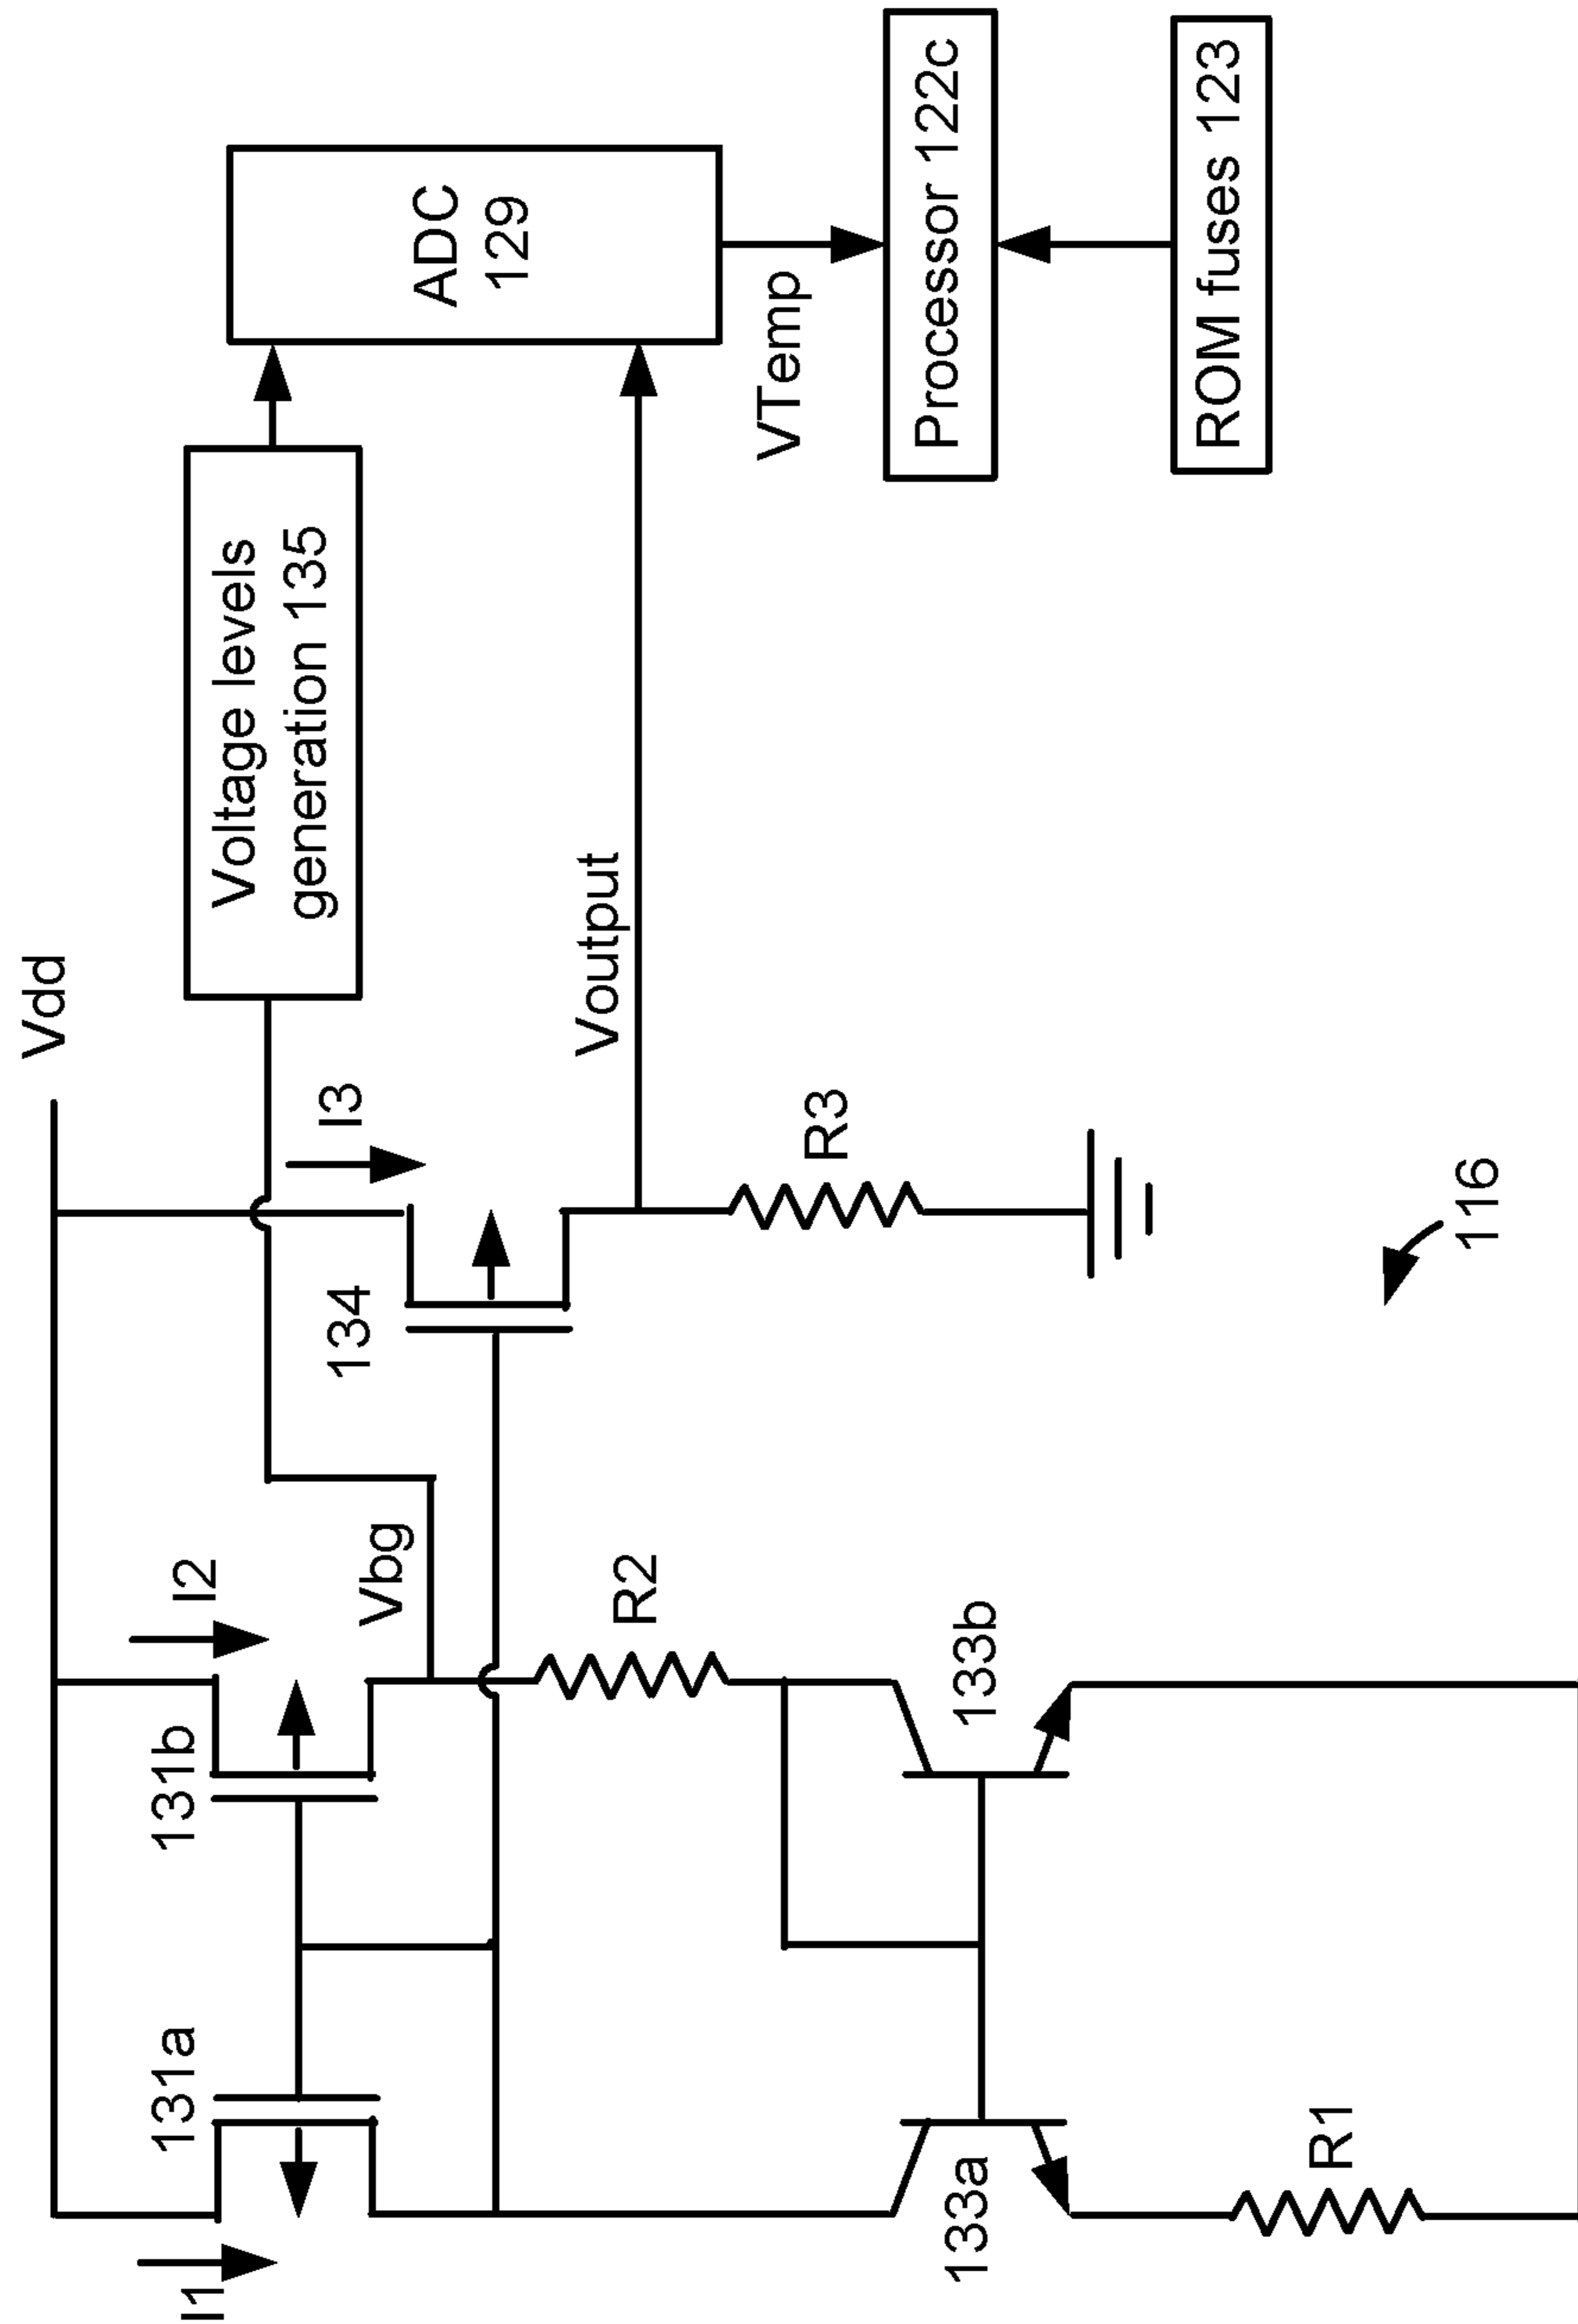 Vdd
I1
131a
131b
I2
Vbg
134
I3
Voltage levels
generation 135
ADC
129
Voutput
VTemp
Processor 122c
ROM fuses 123
R2
R3
133a
133b
R1
116